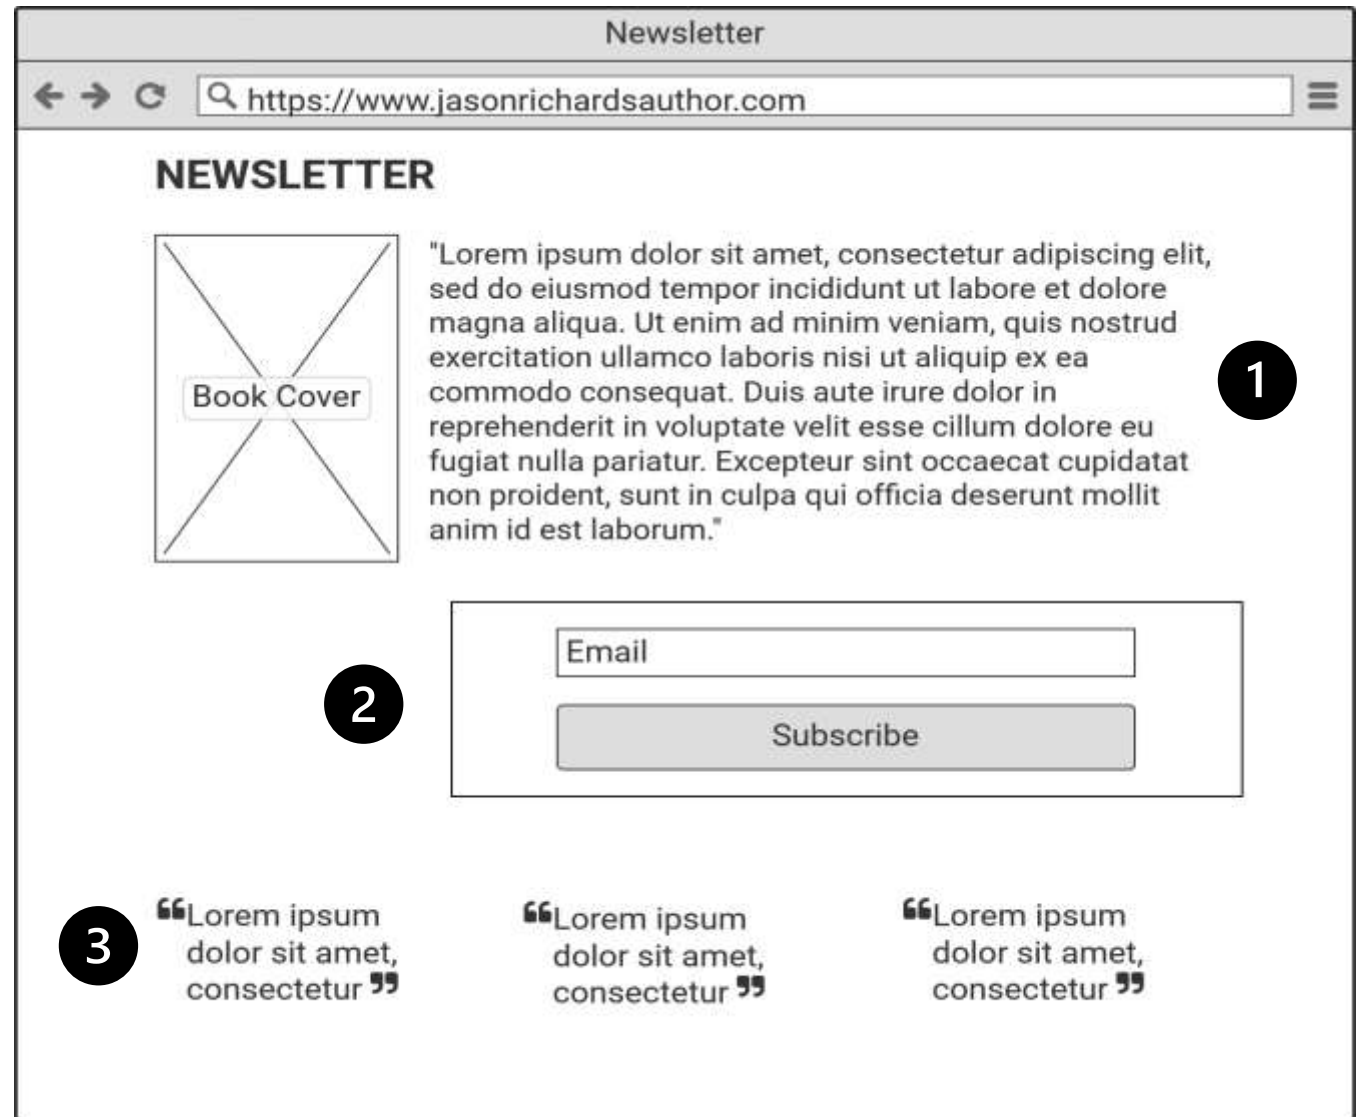 Newsletter
https://www.jasonrichardsauthor.com
NEWSLETTER
Book Cover
"Lorem ipsum dolor sit amet, consectetur adipiscing elit,
sed do eiusmod tempor incididunt ut labore et dolore
magna aliqua. Ut enim ad minim veniam, quis nostrud
exercitation ullamco laboris nisi ut aliquip ex ea
commodo consequat. Duis aute irure dolor in
reprehenderit in voluptate velit esse cillum dolore eu
fugiat nulla pariatur. Excepteur sint occaecat cupidatat
non proident, sunt in culpa qui officia deserunt mollit
anim id est laborum."
1
Email
2
Subscribe
3
“Lorem ipsum
dolor sit amet,
consectetur ”
“Lorem ipsum
dolor sit amet,
consectetur ”
“Lorem ipsum
dolor sit amet,
consectetur ”